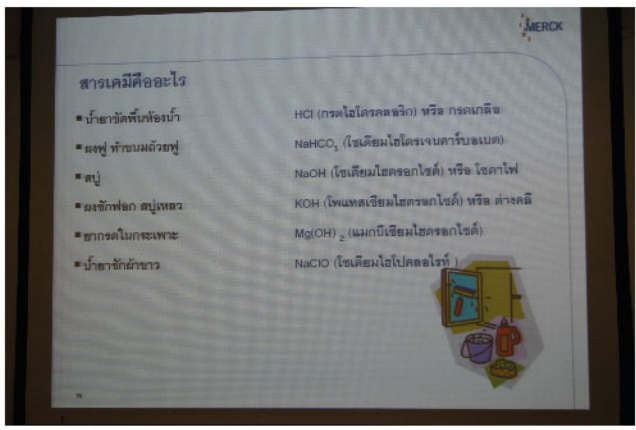 MERCK
สารเคมีคืออะไร
▪ น้ำยาขัดพื้นห้องน้ำ HCl (กรดไฮโดรคลอริก) หรือ กรดเกลือ
▪ ผงฟู ทำขนมถ้วยฟู NaHCO₃ (โซเดียมไฮโดรเจนคาร์บอเนต)
▪ สบู่ NaOH (โซเดียมไฮดรอกไซด์) หรือ โซดาไฟ
▪ ผงซักฟอก สบู่เหลว KOH (โพแทสเซียมไฮดรอกไซด์) หรือ ด่างคลี
▪ ยากรดในกระเพาะ Mg(OH) ₂ (แมกนีเซียมไฮดรอกไซด์)
▪ น้ำยาซักผ้าขาว NaClO (โซเดียมไฮโปคลอไรท์ )